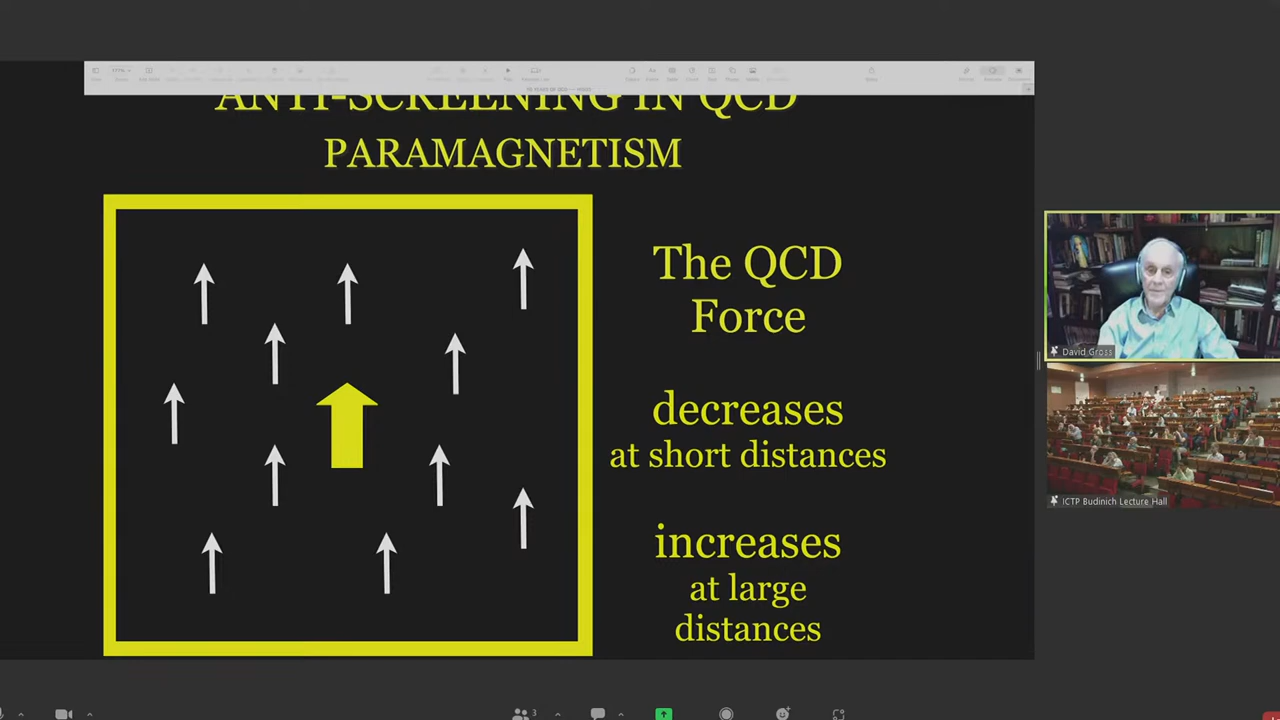 ANTI-SCREENING IN QCD
PARAMAGNETISM
The QCD
Force
decreases
at short distances
increases
at large
distances
David Gross
ICTP Budinich Lecture Hall
3